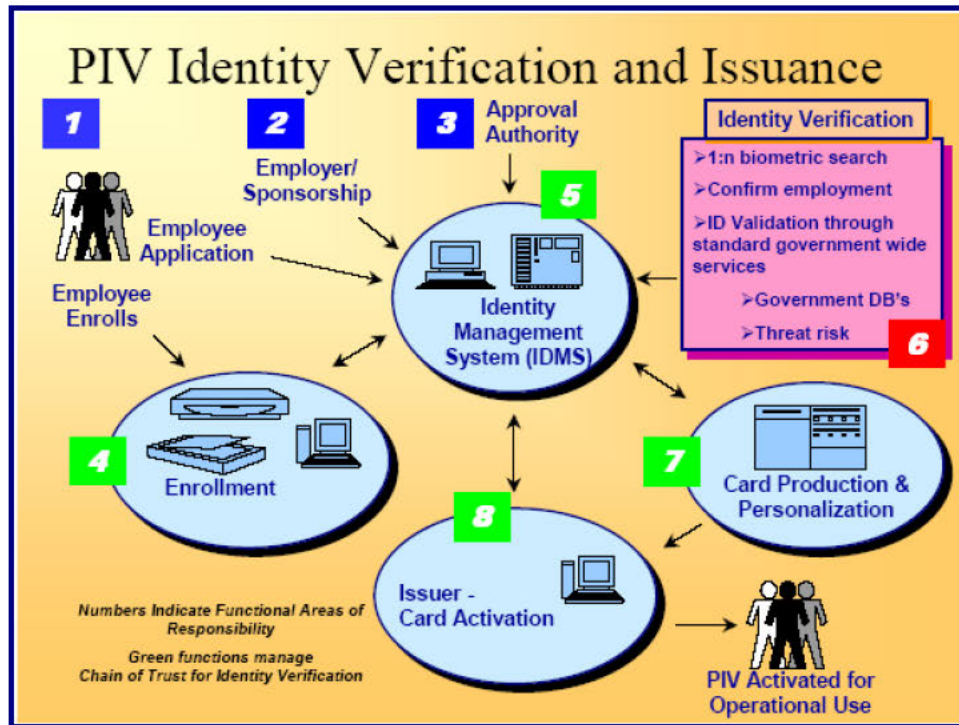 PIV Identity Verification and Issuance
1
2
3
Approval
Authority
Employer/
Sponsorship
Employee
Application
Employee
Enrolls
Identity Verification
➢1:n biometric search
➢Confirm employment
➢ID Validation through
standard government wide
services
➢Government DB's
➢Threat risk
6
5
Identity
Management
System (IDMS)
4
Enrollment
7
Card Production &
Personalization
8
Issuer -
Card Activation
Numbers Indicate Functional Areas of
Responsibility
Green functions manage
Chain of Trust for Identity Verification
PIV Activated for
Operational Use